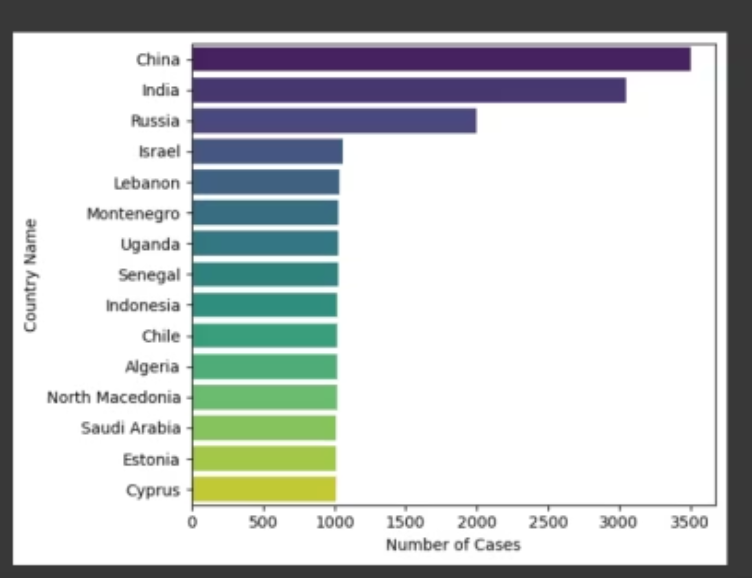 China
India
Russia
Israel
Lebanon
Montenegro
Uganda
Senegal
Indonesia
Chile
Algeria
North Macedonia
Saudi Arabia
Estonia
Cyprus
Country Name
0 500 1000 1500 2000 2500 3000 3500
Number of Cases